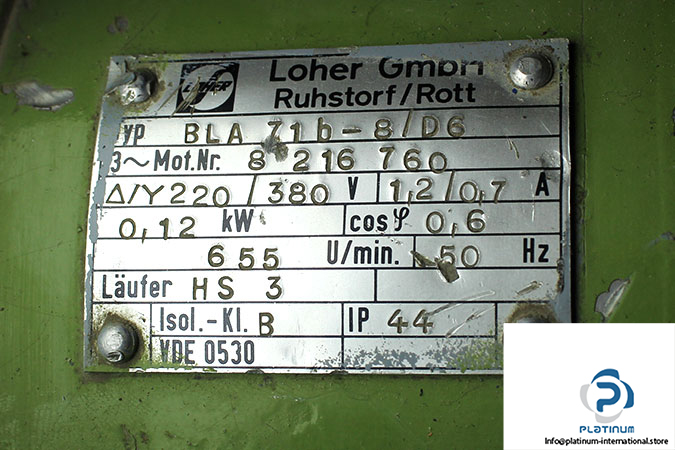 LOHER
Loher GmbH
Ruhstorf/Rott
Typ BLA 71b-8/D6
3~Mot.Nr. 8 216 760
Δ/Y 220/380 V 1,2/0,7 A
0,12 kW cosφ 0,6
655 U/min. 50 Hz
Läufer HS 3
Isol.-Kl. B IP 44
VDE 0530
PLATINUM
Info@platinum-international.store